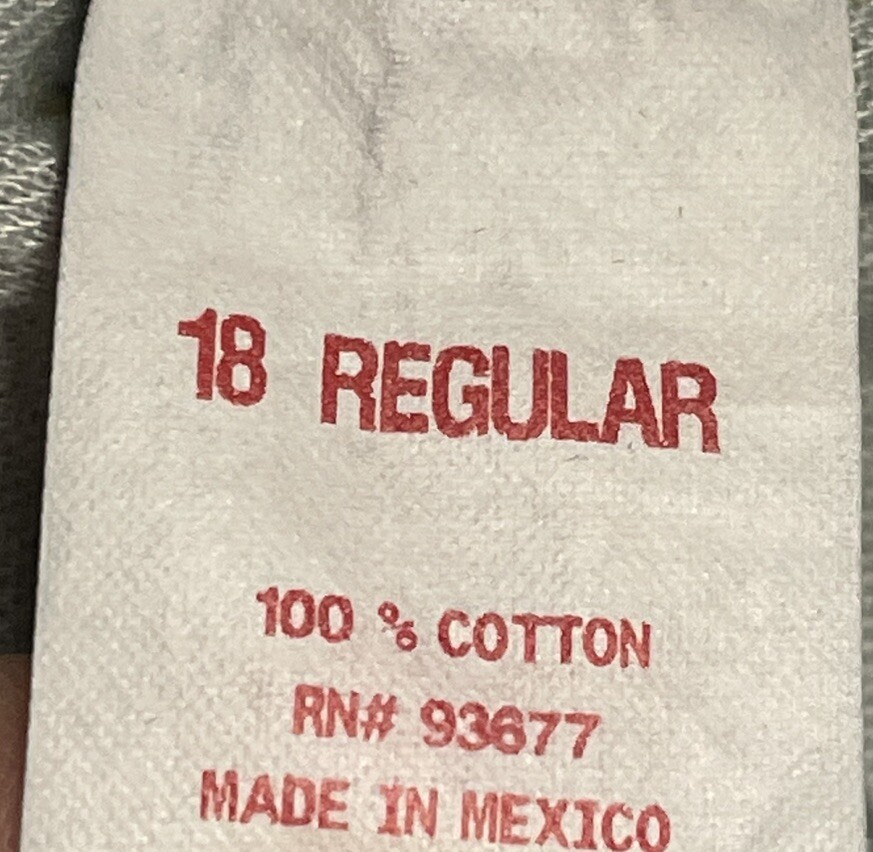 18 REGULAR
100 % COTTON
RN# 93677
MADE IN MEXICO